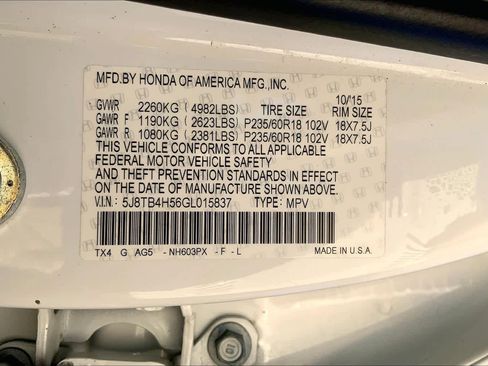 MFD.BY HONDA OF AMERICA MFG.,INC.
10/15
GVWR 2260KG ( 4982LBS) TIRE SIZE RIM SIZE
GAWR F 1190KG ( 2623LBS) P235/60R18 102V 18X7.5J
GAWR R 1080KG ( 2381LBS) P235/60R18 102V 18X7.5J
THIS VEHICLE CONFORMS TO ALL APPLICABLE
FEDERAL MOTOR VEHICLE SAFETY
AND THEFT PREVENTION STANDARDS IN EFFECT
ON THE DATE OF MANUFACTURE SHOWN ABOVE.
V.I.N: 5J8TB4H56GL015837 TYPE: MPV
TX4 G AG5 - NH603PX - F - L MADE IN U.S.A.